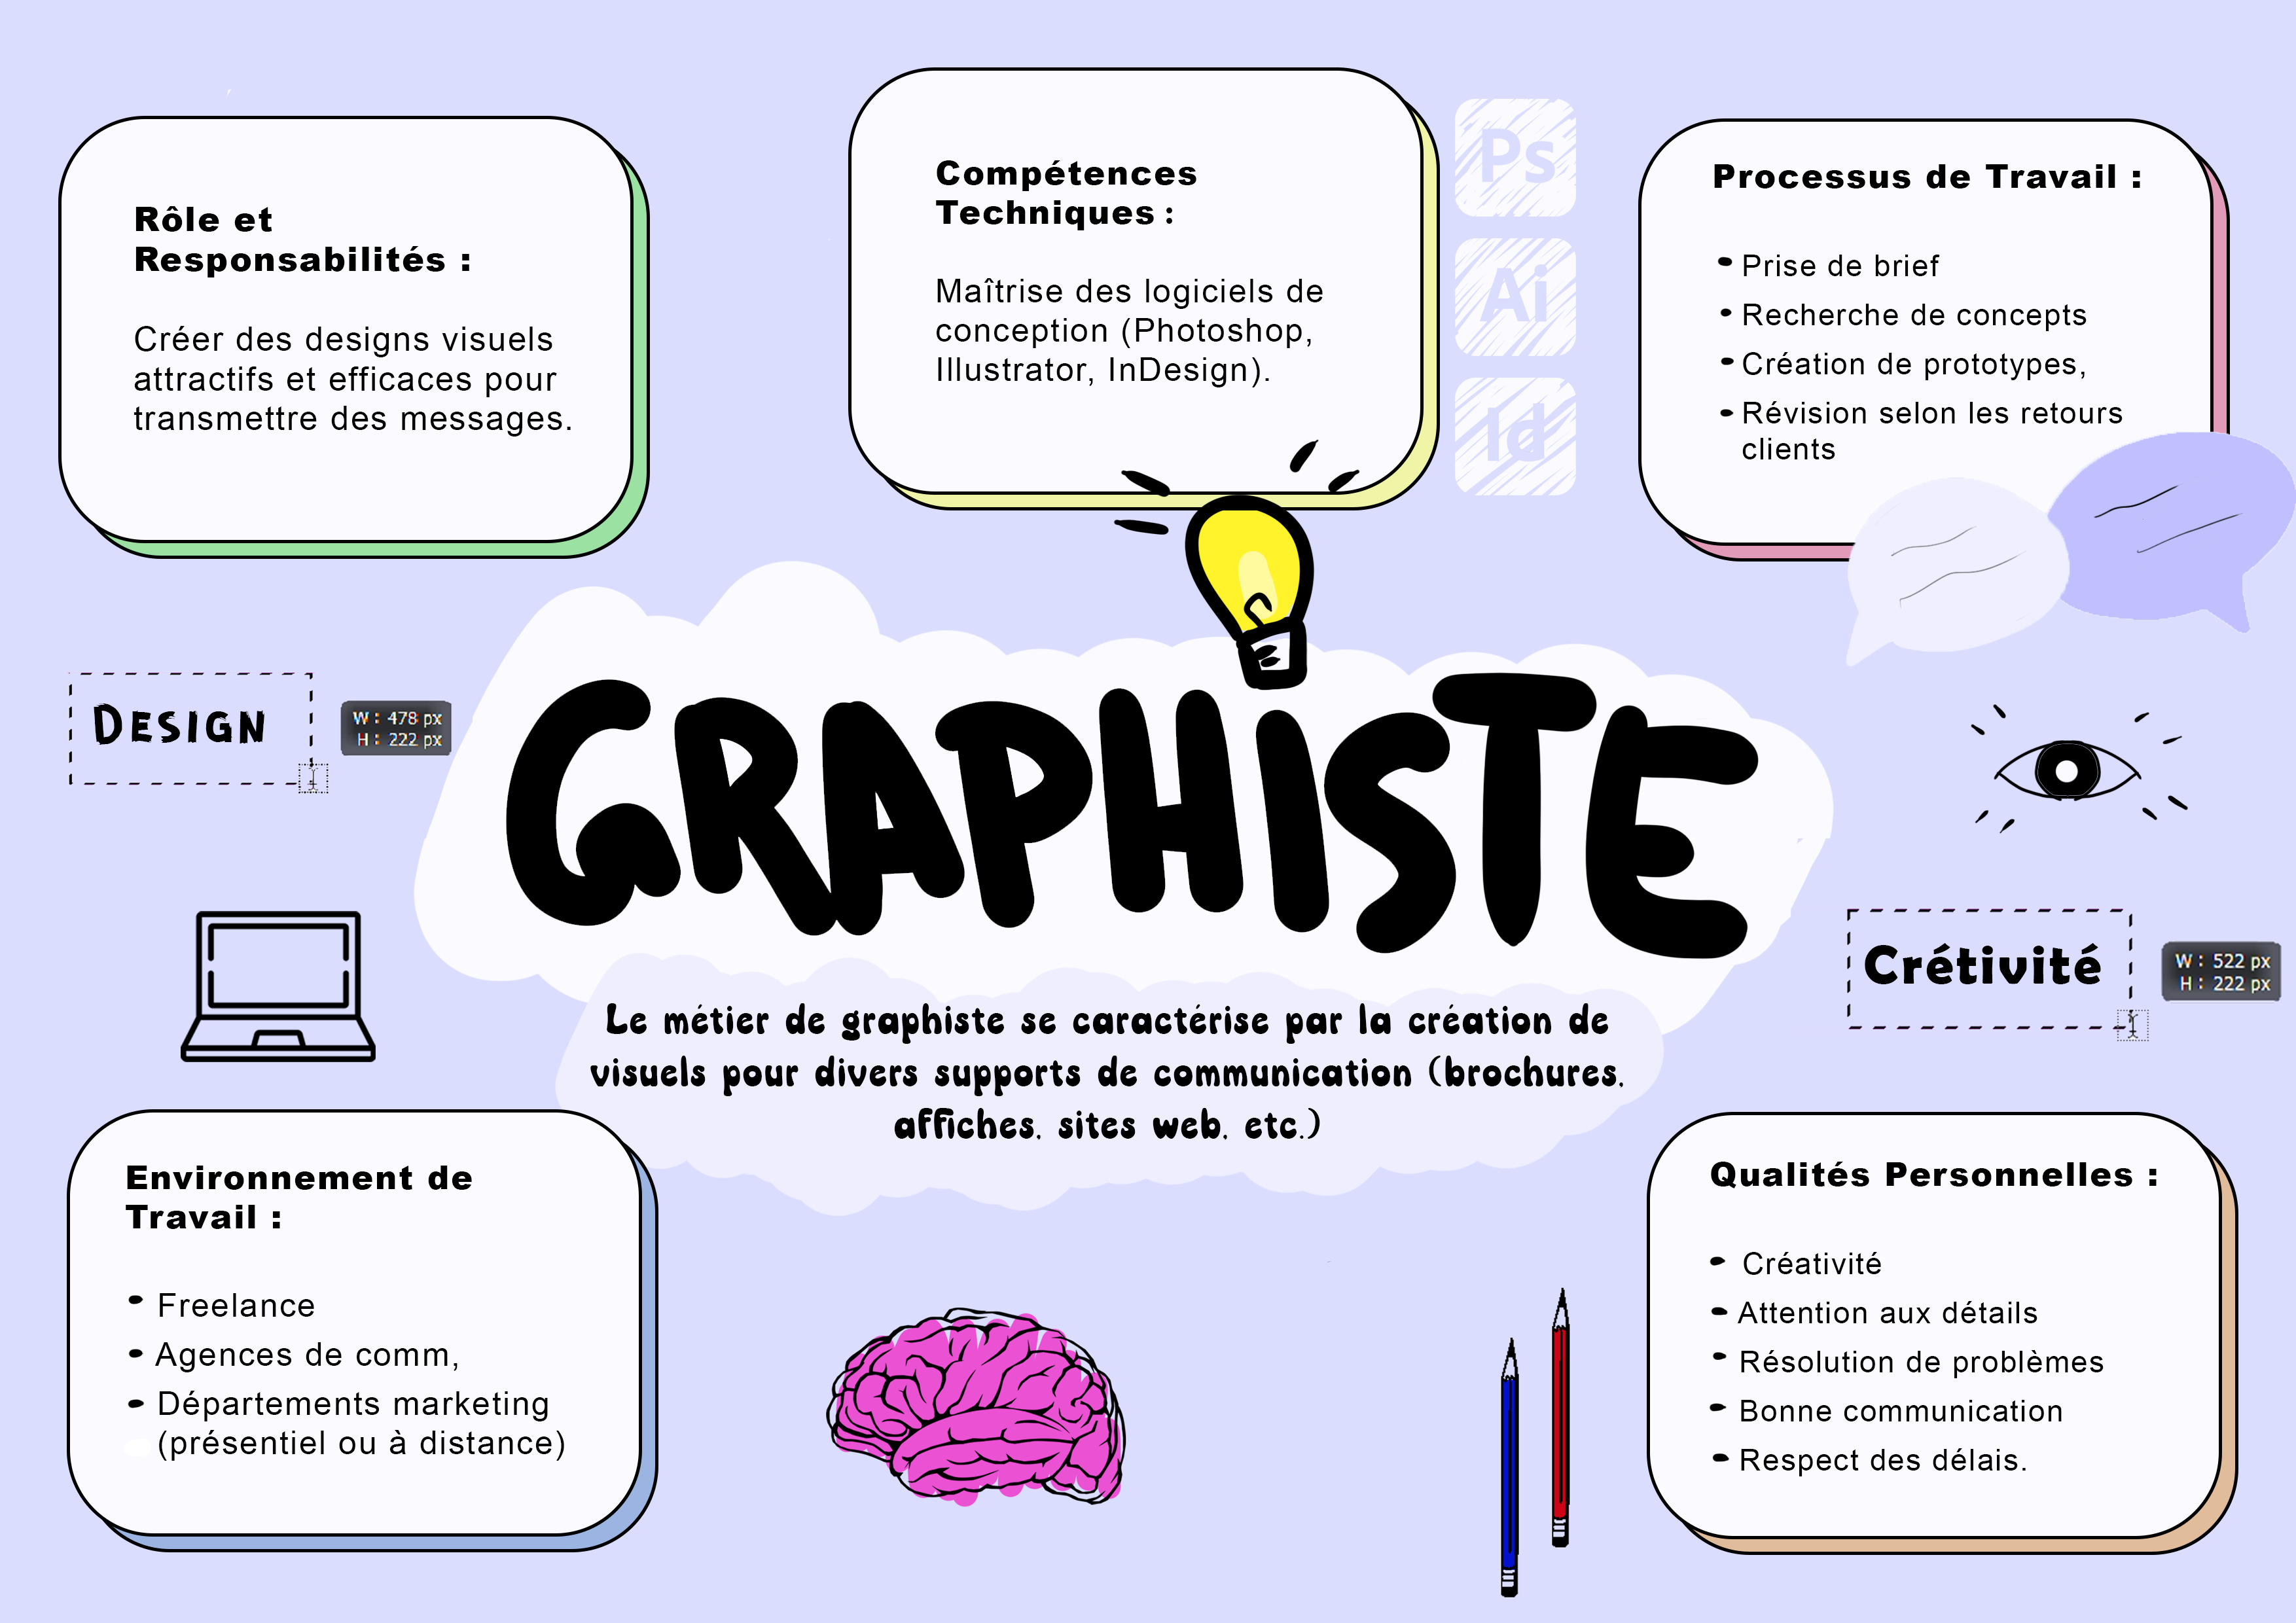 Rôle et
Responsabilités :
Créer des designs visuels
attractifs et efficaces pour
transmettre des messages.
Compétences
Techniques :
Maîtrise des logiciels de
conception (Photoshop,
Illustrator, InDesign).
Ps
Ai
Id
Processus de Travail :
Prise de brief
Recherche de concepts
Création de prototypes,
Révision selon les retours
clients
DESIGN
W : 478 px
H : 222 px
GRAPHISTE
Crétivité
W : 522 px
H : 222 px
Le métier de graphiste se caractérise par la création de
visuels pour divers supports de communication (brochures,
affiches, sites web, etc.)
Environnement de
Travail :
Freelance
Agences de comm,
Départements marketing
(présentiel ou à distance)
Qualités Personnelles :
Créativité
Attention aux détails
Résolution de problèmes
Bonne communication
Respect des délais.